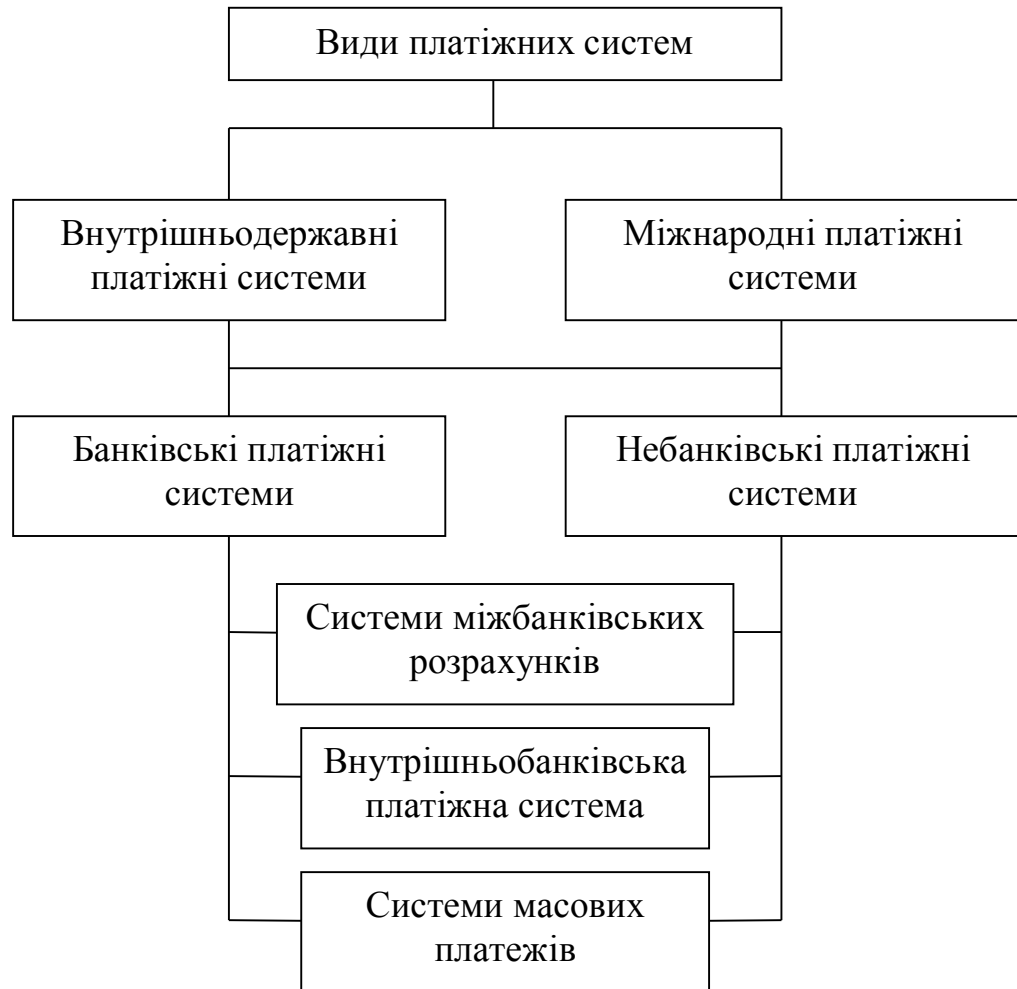 Види платіжних систем
Внутрішньодержавні
платіжні системи
Міжнародні платіжні
системи
Банківські платіжні
системи
Небанківські платіжні
системи
Системи міжбанківських
розрахунків
Внутрішньобанківська
платіжна система
Системи масових
платежів